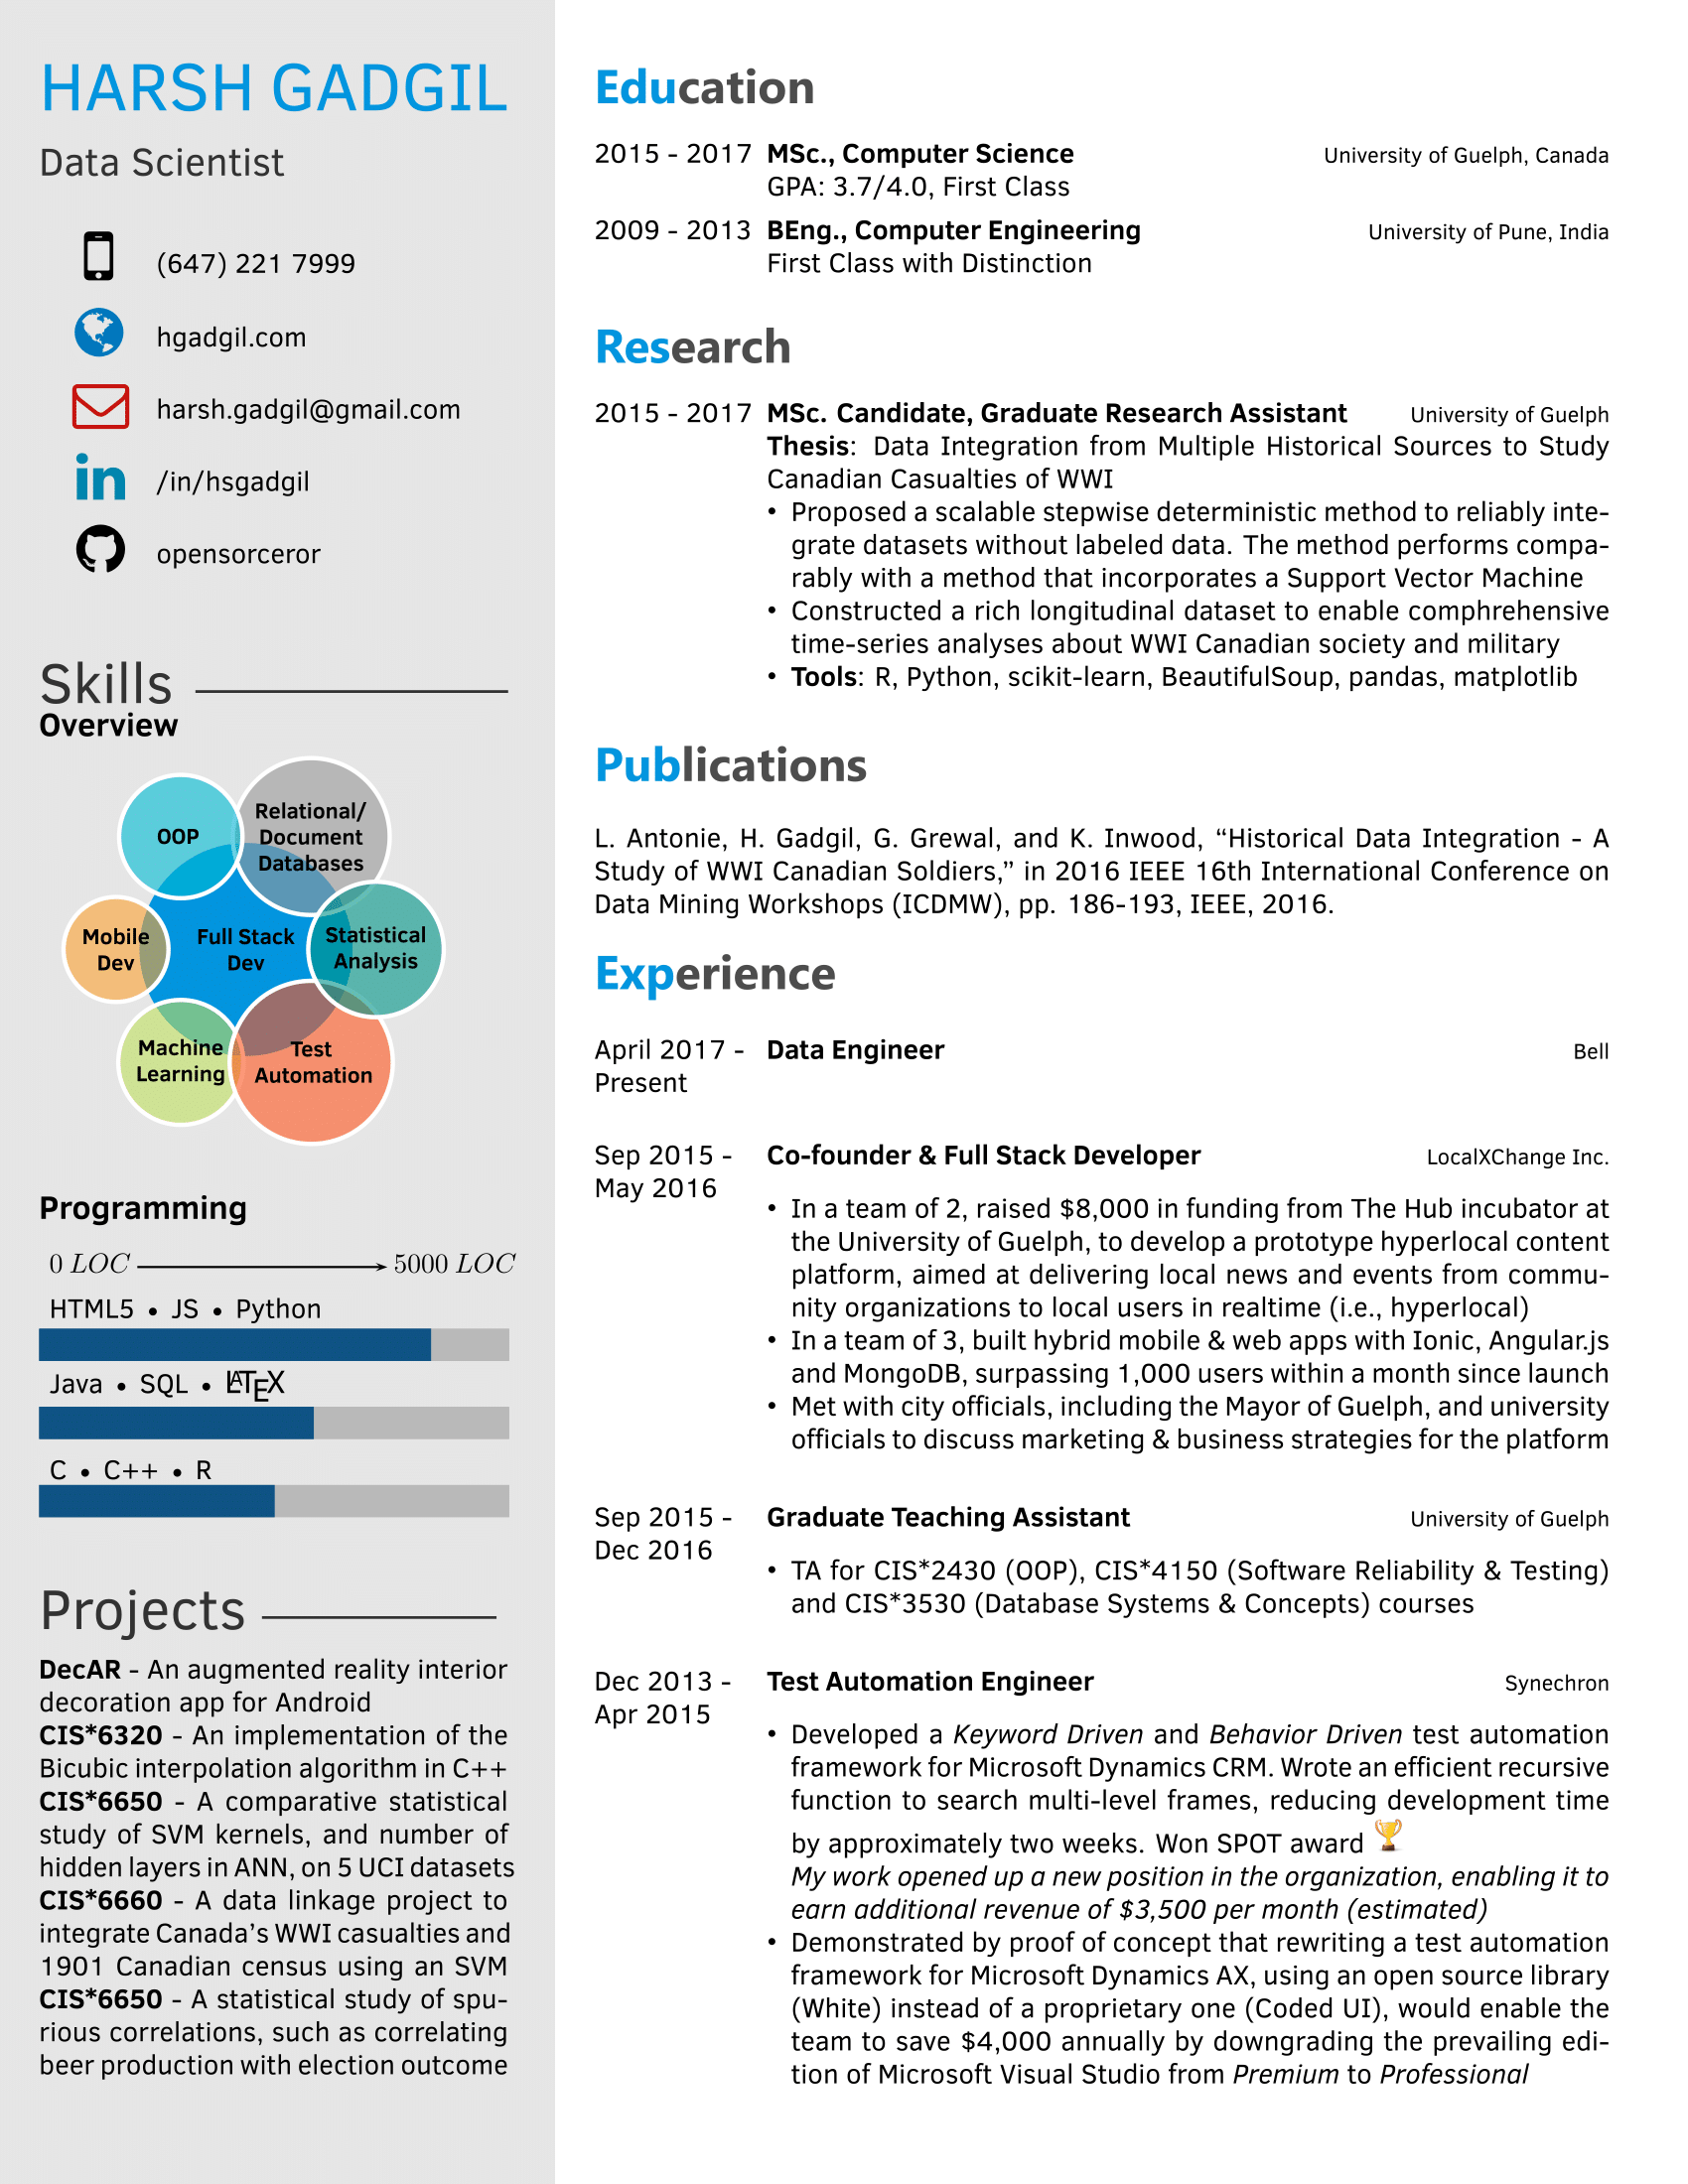 HARSH GADGIL
Data Scientist
(647) 221 7999
hgadgil.com
harsh.gadgil@gmail.com
in /in/hsgadgil
opensorceror
Skills
Overview
OOP
Relational/
Document
Databases
Mobile
Dev
Full Stack
Dev
Statistical
Analysis
Machine
Learning
Test
Automation
Programming
0 LOC 5000 LOC
HTML5 • JS • Python
Java • SQL • LATEX
C • C++ • R
Projects
DecAR - An augmented reality interior
decoration app for Android
CIS*6320 - An implementation of the
Bicubic interpolation algorithm in C++
CIS*6650 - A comparative statistical
study of SVM kernels, and number of
hidden layers in ANN, on 5 UCI datasets
CIS*6660 - A data linkage project to
integrate Canada's WWI casualties and
1901 Canadian census using an SVM
CIS*6650 - A statistical study of spu-
rious correlations, such as correlating
beer production with election outcome
Education
2015 - 2017 MSc., Computer Science University of Guelph, Canada
GPA: 3.7/4.0, First Class
2009 - 2013 BEng., Computer Engineering University of Pune, India
First Class with Distinction
Research
2015 - 2017 MSc. Candidate, Graduate Research Assistant University of Guelph
Thesis: Data Integration from Multiple Historical Sources to Study
Canadian Casualties of WWI
• Proposed a scalable stepwise deterministic method to reliably inte-
grate datasets without labeled data. The method performs compa-
rably with a method that incorporates a Support Vector Machine
• Constructed a rich longitudinal dataset to enable comphrehensive
time-series analyses about WWI Canadian society and military
• Tools: R, Python, scikit-learn, BeautifulSoup, pandas, matplotlib
Publications
L. Antonie, H. Gadgil, G. Grewal, and K. Inwood, “Historical Data Integration - A
Study of WWI Canadian Soldiers,” in 2016 IEEE 16th International Conference on
Data Mining Workshops (ICDMW), pp. 186-193, IEEE, 2016.
Experience
April 2017 - Data Engineer Bell
Present
Sep 2015 - Co-founder & Full Stack Developer LocalXChange Inc.
May 2016
• In a team of 2, raised $8,000 in funding from The Hub incubator at
the University of Guelph, to develop a prototype hyperlocal content
platform, aimed at delivering local news and events from commu-
nity organizations to local users in realtime (i.e., hyperlocal)
• In a team of 3, built hybrid mobile & web apps with Ionic, Angular.js
and MongoDB, surpassing 1,000 users within a month since launch
• Met with city officials, including the Mayor of Guelph, and university
officials to discuss marketing & business strategies for the platform
Sep 2015 - Graduate Teaching Assistant University of Guelph
Dec 2016
• TA for CIS*2430 (OOP), CIS*4150 (Software Reliability & Testing)
and CIS*3530 (Database Systems & Concepts) courses
Dec 2013 - Test Automation Engineer Synechron
Apr 2015
• Developed a Keyword Driven and Behavior Driven test automation
framework for Microsoft Dynamics CRM. Wrote an efficient recursive
function to search multi-level frames, reducing development time
by approximately two weeks. Won SPOT award
My work opened up a new position in the organization, enabling it to
earn additional revenue of $3,500 per month (estimated)
• Demonstrated by proof of concept that rewriting a test automation
framework for Microsoft Dynamics AX, using an open source library
(White) instead of a proprietary one (Coded UI), would enable the
team to save $4,000 annually by downgrading the prevailing edi-
tion of Microsoft Visual Studio from Premium to Professional